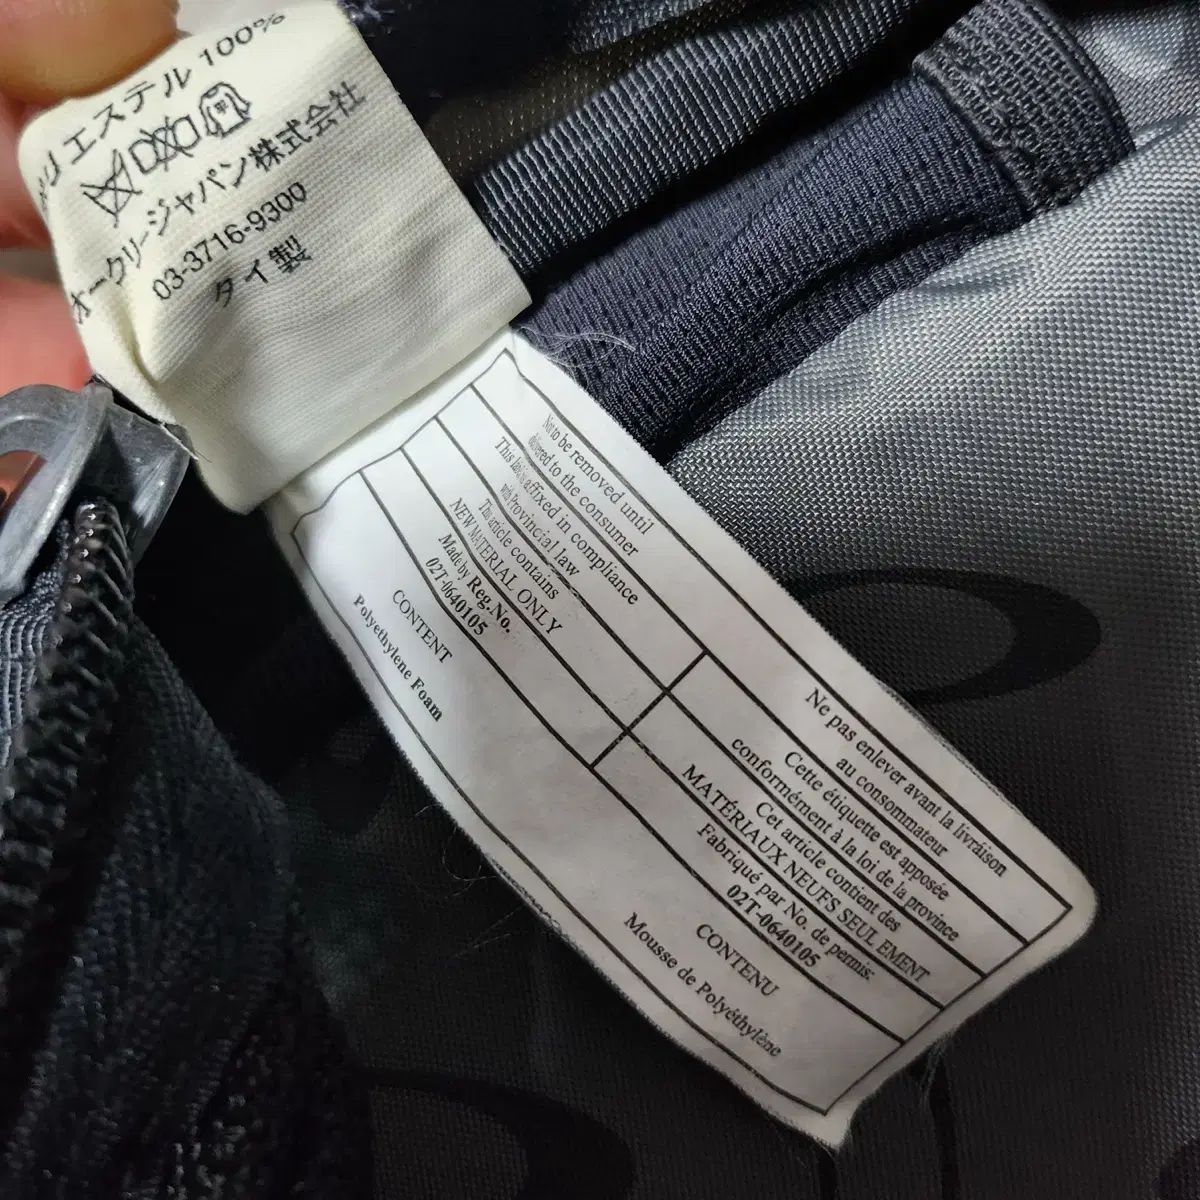 ポリエステル 100%
オークリージャパン株式会社
03-3716-9300
タイ製
Not to be removed until
delivered to the consumer
This label is affixed in compliance
with Provincial law
This article contains
NEW MATERIAL ONLY
Made by Reg.No.
02T-0640105
CONTENT
Polyethylene Foam
Ne pas enlever avant la livraison
au consommateur
Cette étiquette est apposée
conformément à la loi de la province
Cet article contient des
MATÉRIAUX NEUFS SEUL EMENT
Fabriqué par No. de permis:
02T-0640105
CONTENU
Mousse de Polyéthylène